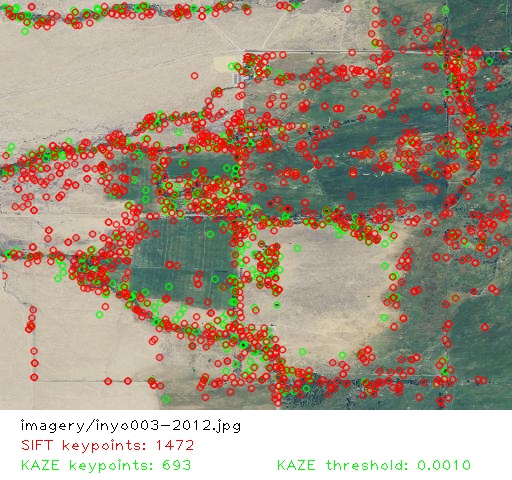 imagery/inyo003-2012.jpg
SIFT keypoints: 1472
KAZE keypoints: 693 KAZE threshold: 0.0010